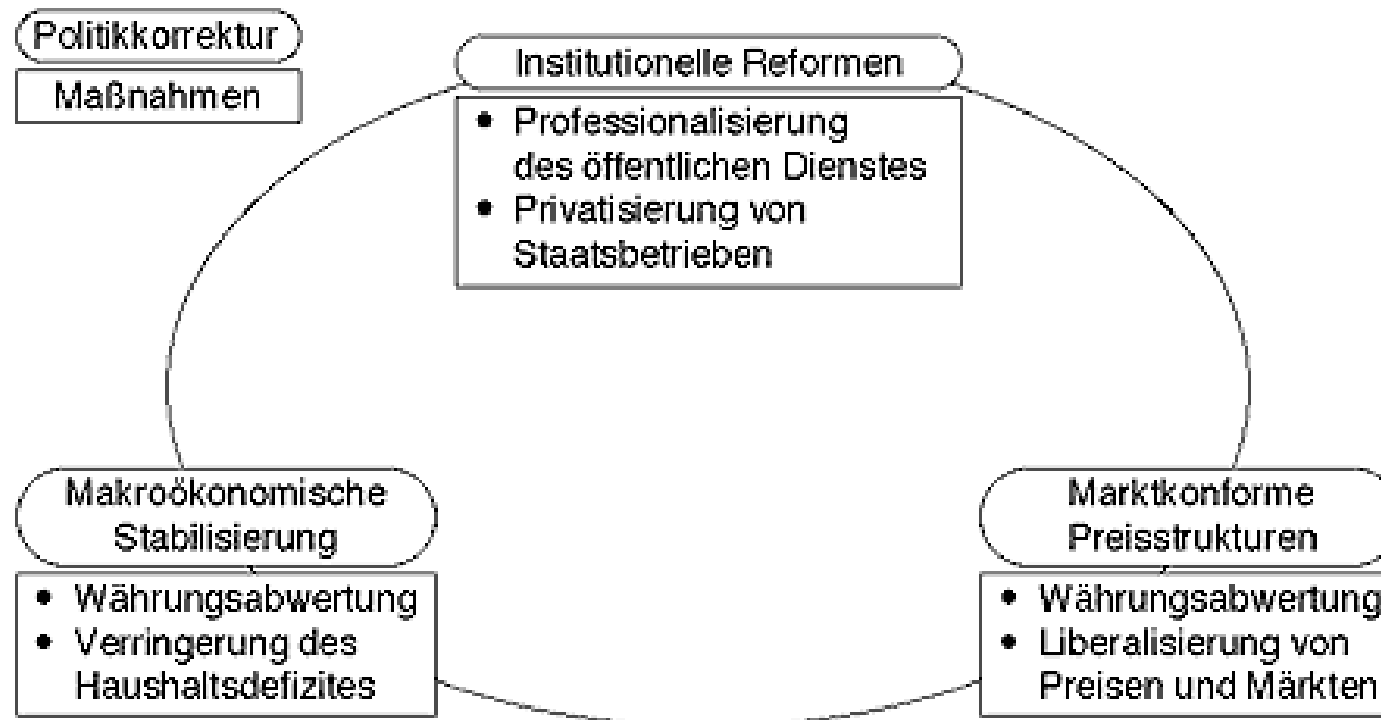 Politikkorrektur
Maßnahmen
Institutionelle Reformen
• Professionalisierung
des öffentlichen Dienstes
• Privatisierung von
Staatsbetrieben
Makroökonomische
Stabilisierung
• Währungsabwertung
• Verringerung des
Haushaltsdefizites
Marktkonforme
Preisstrukturen
• Währungsabwertung
• Liberalisierung von
Preisen und Märkten